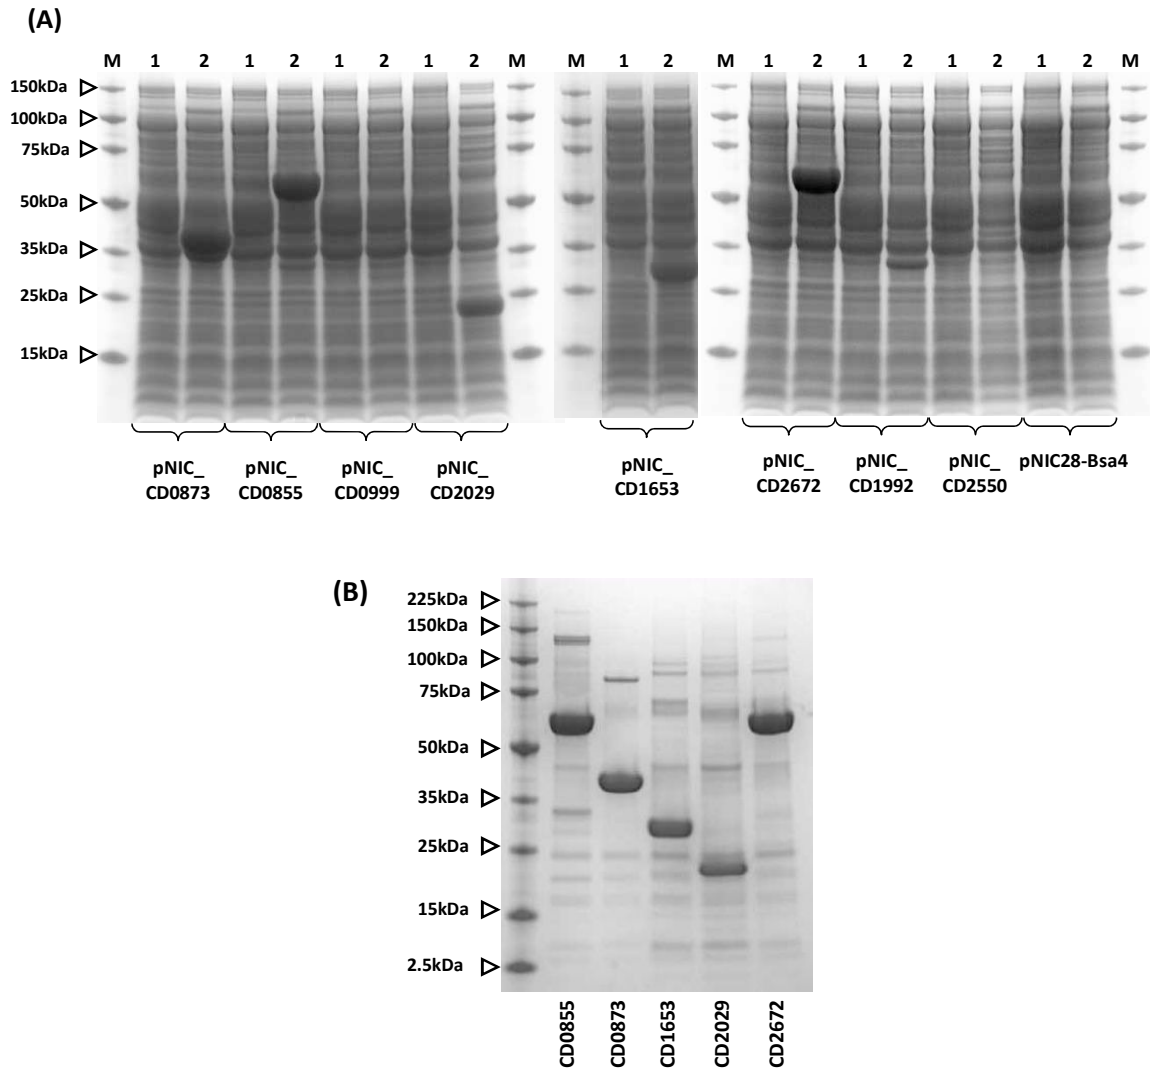 (A)
M 1 2 1 2 1 2 1 2 M 1 2 M 1 2 1 2 1 2 1 2 M
150kDa
100kDa
75kDa
50kDa
35kDa
25kDa
15kDa
pNIC_ pNIC_ pNIC_ pNIC_ pNIC_ pNIC_ pNIC_ pNIC_ pNIC28-Bsa4
CD0873 CD0855 CD0999 CD2029 CD1653 CD2672 CD1992 CD2550
(B)
225kDa
150kDa
100kDa
75kDa
50kDa
35kDa
25kDa
15kDa
2.5kDa
CD0855
CD0873
CD1653
CD2029
CD2672